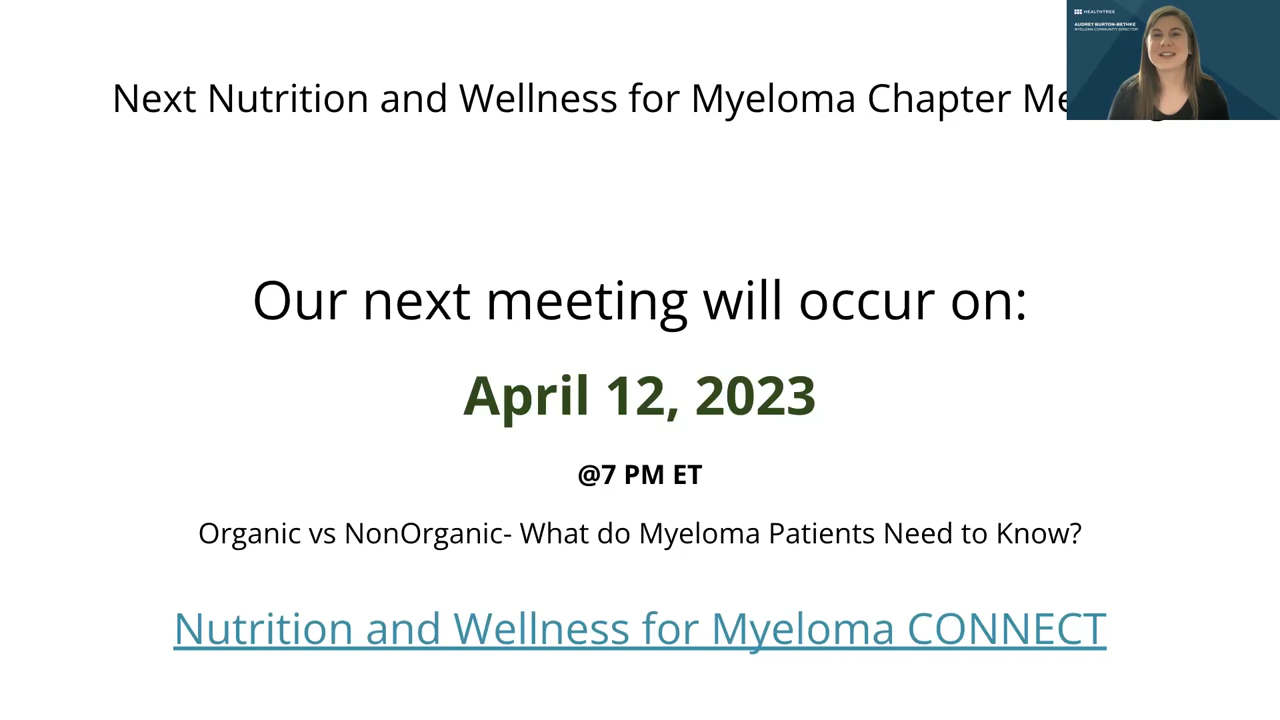 HEALTHTREE
AUDREY BURTON-BETHKE
MYELOMA COMMUNITY DIRECTOR
Next Nutrition and Wellness for Myeloma Chapter
Our next meeting will occur on:
April 12, 2023
@7 PM ET
Organic vs NonOrganic- What do Myeloma Patients Need to Know?
Nutrition and Wellness for Myeloma CONNECT